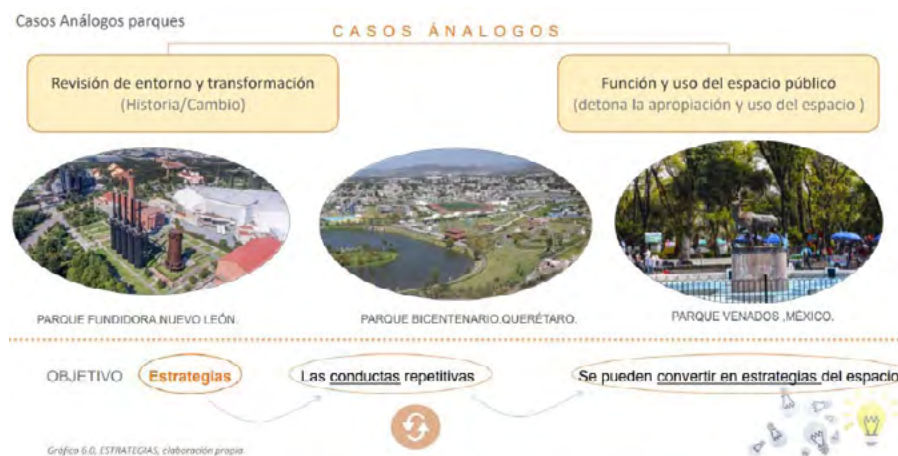 Casos Análogos parques
CASOS ÁNALOGOS
Revisión de entorno y transformación
(Historia/Cambio)
Función y uso del espacio público
(detona la apropiación y uso del espacio )
PARQUE FUNDIDORA.NUEVO LEÓN.
PARQUE BICENTENARIO.QUERÉTARO.
PARQUE VENADOS ,MÉXICO.
OBJETIVO
Estrategias
Las conductas repetitivas
Se pueden convertir en estrategias del espacio
Gráfico 6.0, ESTRATEGIAS, elaboración propia.